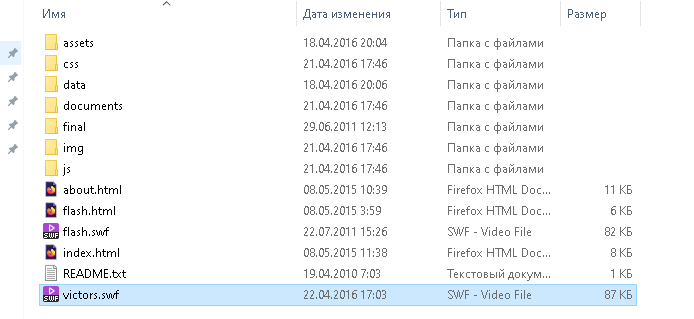 Имя Дата изменения Тип Размер
assets 18.04.2016 20:04 Папка с файлами
css 21.04.2016 17:46 Папка с файлами
data 18.04.2016 20:06 Папка с файлами
documents 21.04.2016 17:46 Папка с файлами
final 29.06.2011 12:13 Папка с файлами
img 21.04.2016 17:46 Папка с файлами
js 21.04.2016 17:46 Папка с файлами
about.html 08.05.2015 10:39 Firefox HTML Doc... 11 КБ
flash.html 08.05.2015 3:59 Firefox HTML Doc... 6 КБ
SWF flash.swf 22.07.2011 15:26 SWF - Video File 82 КБ
index.html 08.05.2015 11:38 Firefox HTML Doc... 8 КБ
README.txt 19.04.2010 7:03 Текстовый докум... 1 КБ
SWF victors.swf 22.04.2016 17:03 SWF - Video File 87 КБ